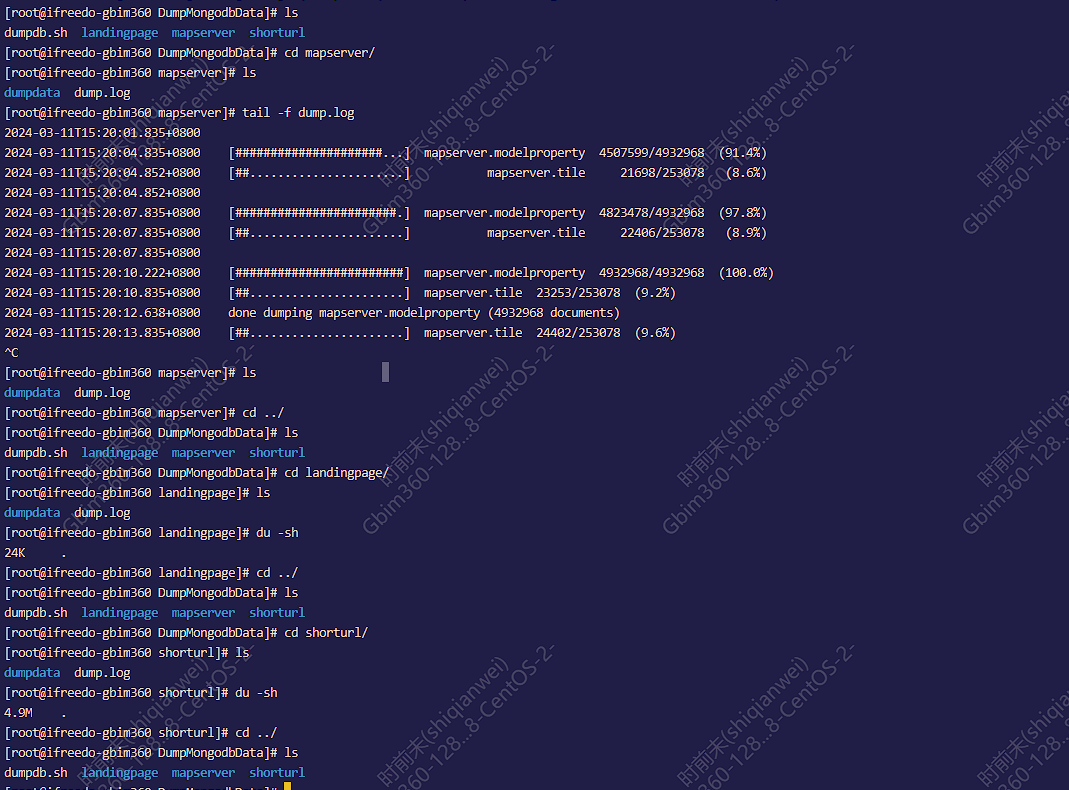 [root@ifreedo-gbim360 DumpMongodbData]# ls
dumpdb.sh  landingpage  mapserver  shorturl
[root@ifreedo-gbim360 DumpMongodbData]# cd mapserver/
[root@ifreedo-gbim360 mapserver]# ls
dumpdata  dump.log
[root@ifreedo-gbim360 mapserver]# tail -f dump.log
2024-03-11T15:20:01.835+0800
2024-03-11T15:20:04.835+0800    [#####################...]  mapserver.modelproperty  4507599/4932968  (91.4%)
2024-03-11T15:20:04.852+0800    [##......................]           mapserver.tile     21698/253078   (8.6%)
2024-03-11T15:20:04.852+0800
2024-03-11T15:20:07.835+0800    [#######################.]  mapserver.modelproperty  4823478/4932968  (97.8%)
2024-03-11T15:20:07.835+0800    [##......................]           mapserver.tile     22406/253078   (8.9%)
2024-03-11T15:20:07.835+0800
2024-03-11T15:20:10.222+0800    [########################]  mapserver.modelproperty  4932968/4932968  (100.0%)
2024-03-11T15:20:10.835+0800    [##......................]  mapserver.tile  23253/253078  (9.2%)
2024-03-11T15:20:12.638+0800    done dumping mapserver.modelproperty (4932968 documents)
2024-03-11T15:20:13.835+0800    [##......................]  mapserver.tile  24402/253078  (9.6%)
^C
[root@ifreedo-gbim360 mapserver]# ls
dumpdata  dump.log
[root@ifreedo-gbim360 mapserver]# cd ../
[root@ifreedo-gbim360 DumpMongodbData]# ls
dumpdb.sh  landingpage  mapserver  shorturl
[root@ifreedo-gbim360 DumpMongodbData]# cd landingpage/
[root@ifreedo-gbim360 landingpage]# ls
dumpdata  dump.log
[root@ifreedo-gbim360 landingpage]# du -sh
24K     .
[root@ifreedo-gbim360 landingpage]# cd ../
[root@ifreedo-gbim360 DumpMongodbData]# ls
dumpdb.sh  landingpage  mapserver  shorturl
[root@ifreedo-gbim360 DumpMongodbData]# cd shorturl/
[root@ifreedo-gbim360 shorturl]# ls
dumpdata  dump.log
[root@ifreedo-gbim360 shorturl]# du -sh
4.9M    .
[root@ifreedo-gbim360 shorturl]# cd ../
[root@ifreedo-gbim360 DumpMongodbData]# ls
dumpdb.sh  landingpage  mapserver  shorturl
时前末(shiqianwei)
Gbim360-128...8-CentOS-2-